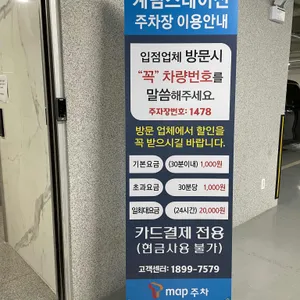 주차장 이용안내
입점업체 방문시
"꼭" 차량번호를
말씀해주세요.
주차장번호: 1478
방문 업체에서 할인을
꼭 받으시길 바랍니다.
기본요금 (30분이내) 1,000원
초과요금 30분당 1,000원
일최대요금 (24시간) 20,000원
카드결제 전용
(현금사용 불가)
고객센터: 1899-7579
map 주차